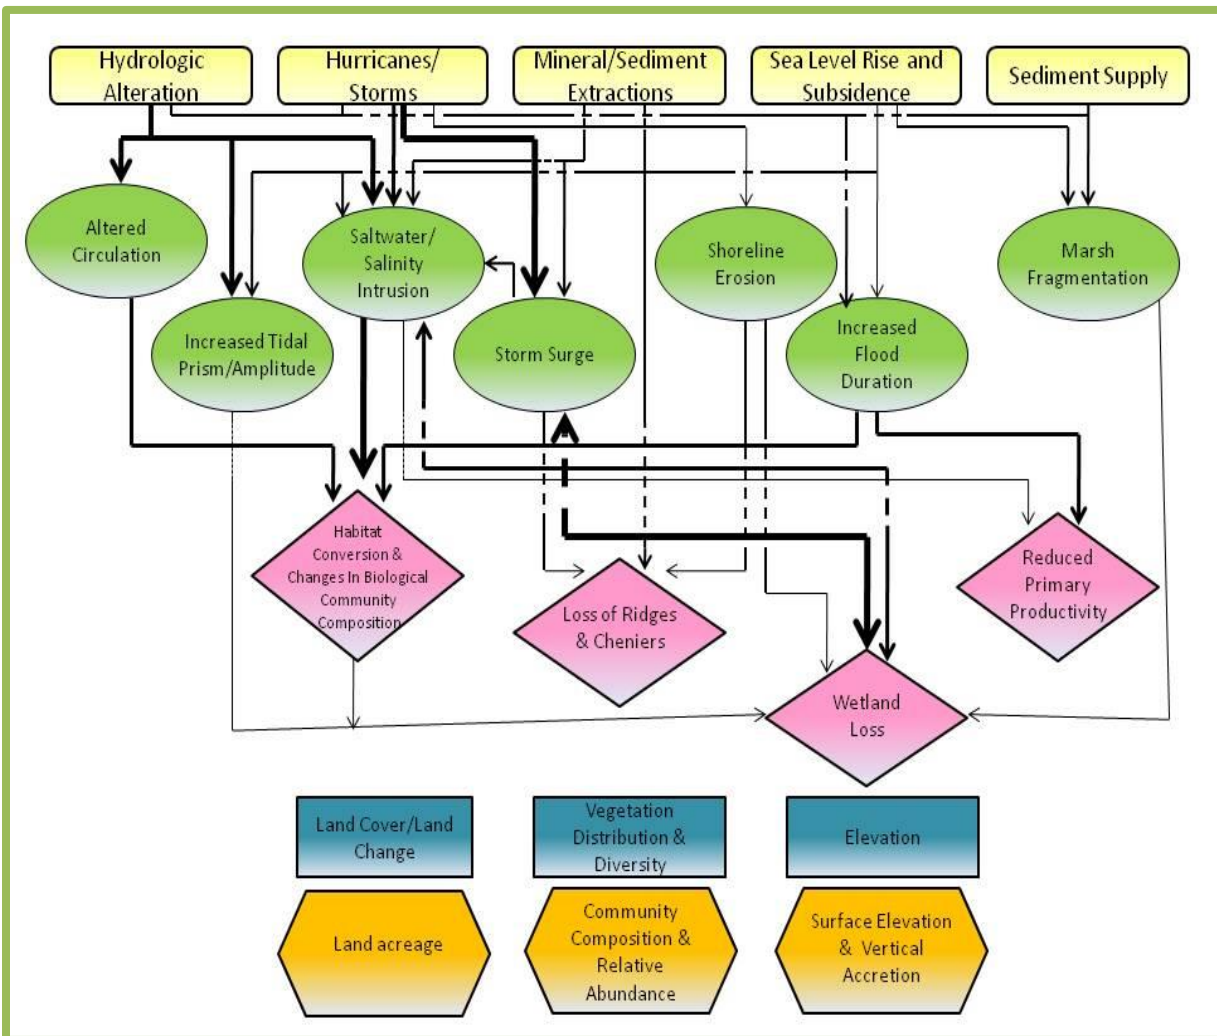 Hydrologic
Alteration
Hurricanes/
Storms
Mineral/Sediment
Extractions
Sea Level Rise and
Subsidence
Sediment Supply
Altered
Circulation
Saltwater/
Salinity
Intrusion
Shoreline
Erosion
Marsh
Fragmentation
Increased Tidal
Prism/Amplitude
Storm Surge
Increased
Flood
Duration
Habitat
Conversion &
Changes In Biological
Community
Composition
Loss of Ridges
& Cheniers
Reduced
Primary
Productivity
Wetland
Loss
Land Cover/Land
Change
Vegetation
Distribution &
Diversity
Elevation
Land acreage
Community
Composition &
Relative
Abundance
Surface Elevation
& Vertical
Accretion